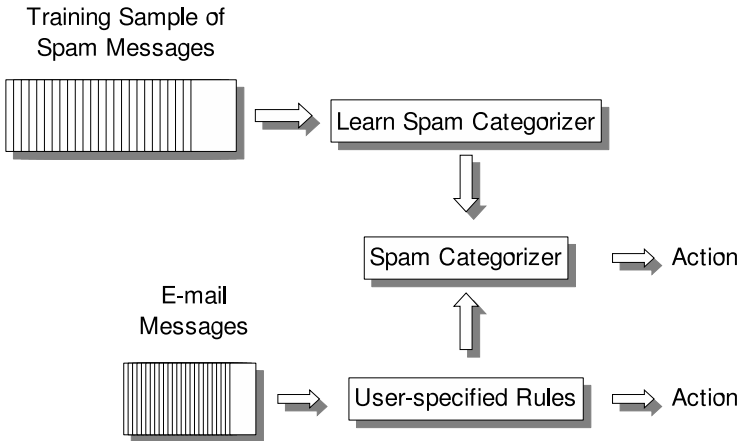 Training Sample of
Spam Messages
Learn Spam Categorizer
Spam Categorizer
Action
E-mail
Messages
User-specified Rules
Action